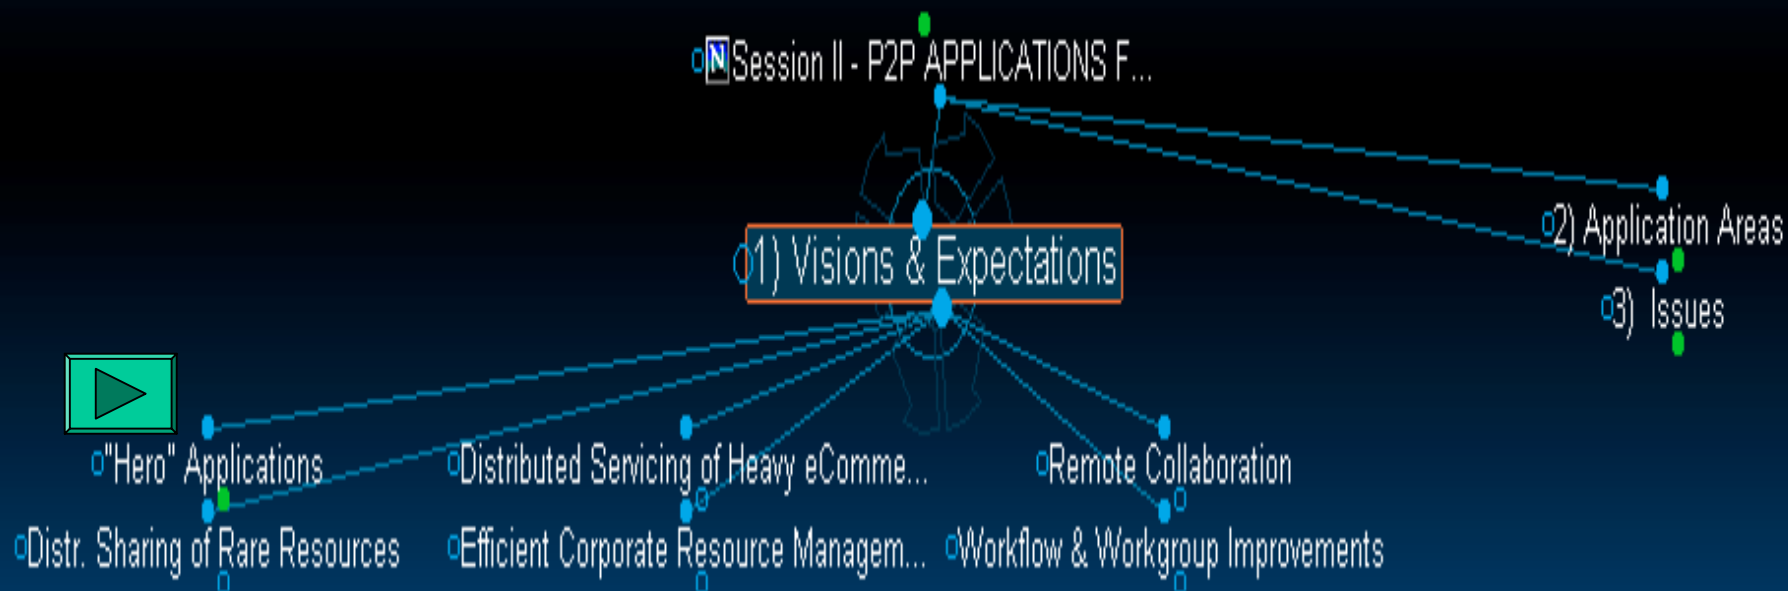 N Session II - P2P APPLICATIONS F...
2) Application Areas
1) Visions & Expectations
3) Issues
"Hero" Applications
Distributed Servicing of Heavy eComme...
Remote Collaboration
Distr. Sharing of Rare Resources
Efficient Corporate Resource Managem...
Workflow & Workgroup Improvements